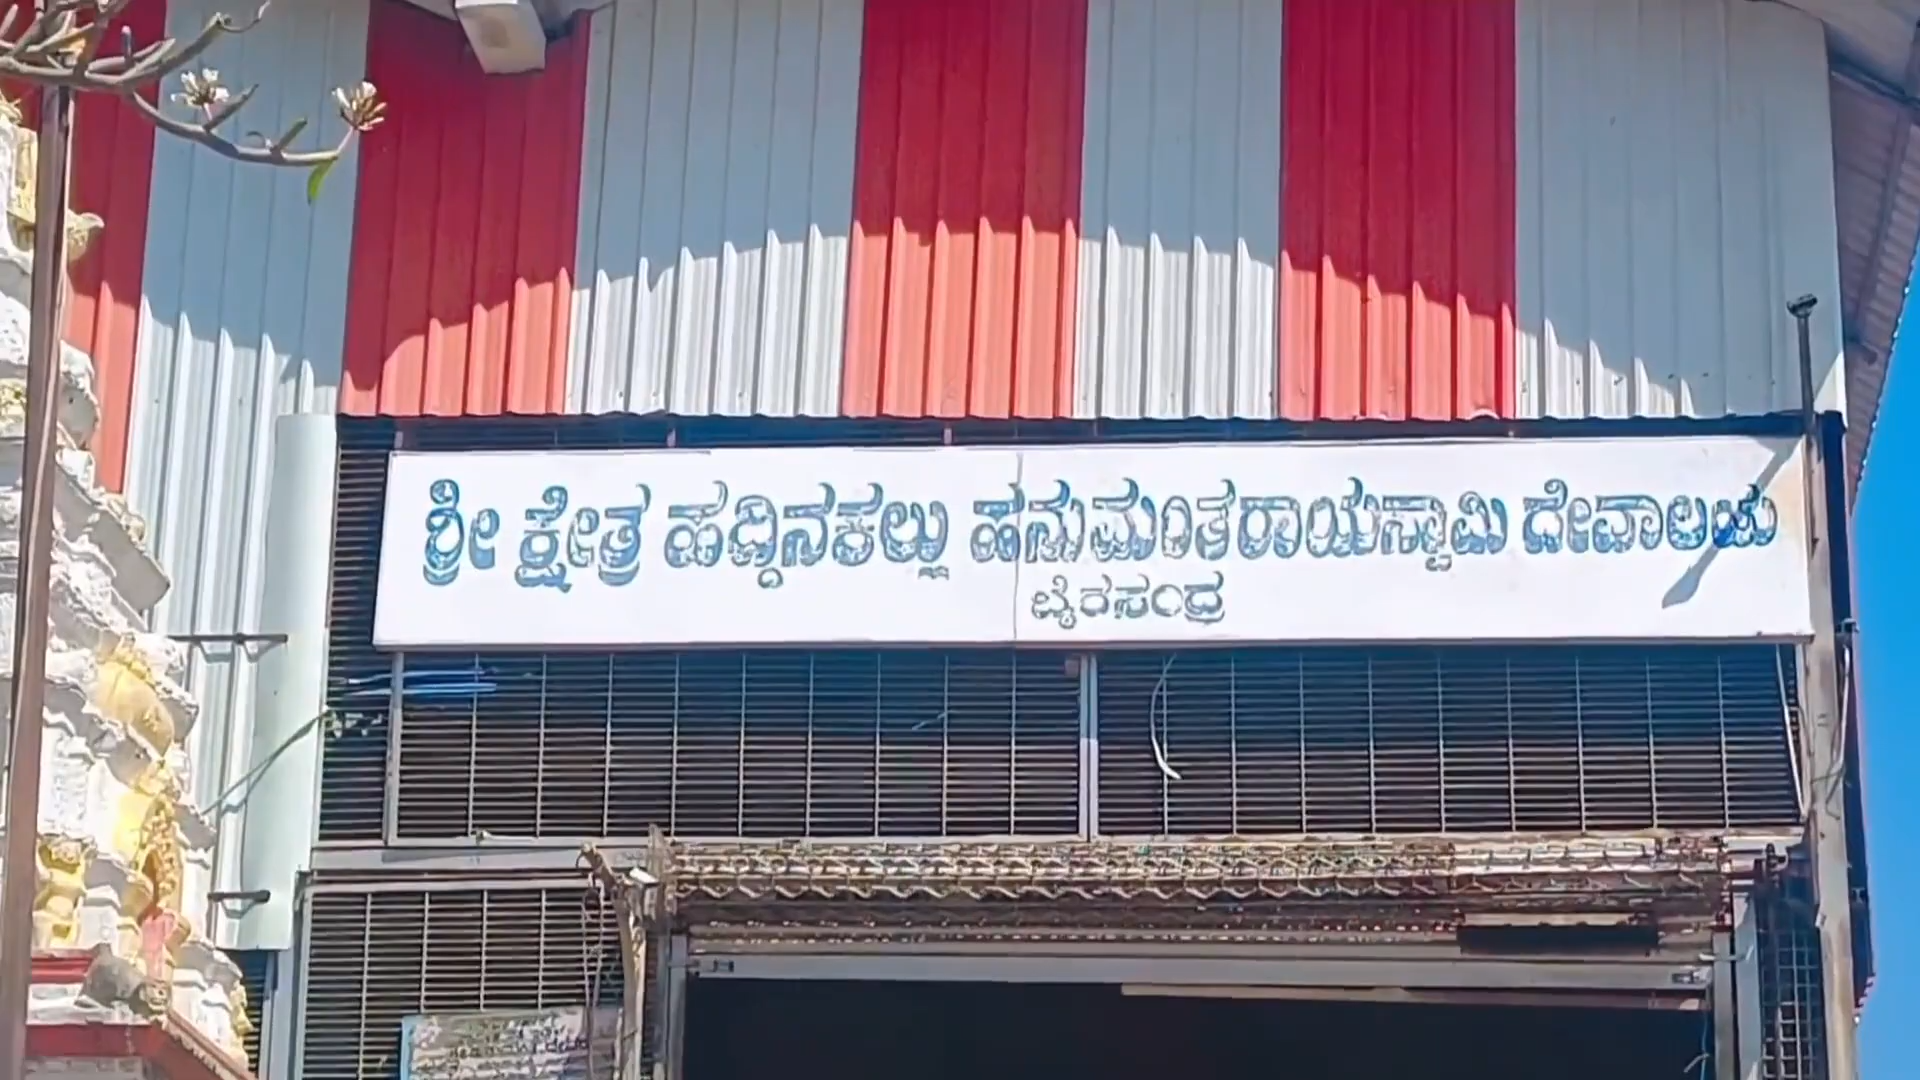 ಶ್ರೀ ಕ್ಷೇತ್ರ ಹದ್ದಿನಕಲ್ಲು ಹನುಮಂತರಾಯಸ್ವಾಮಿ ದೇವಾಲಯ
ಬೈರಸಂದ್ರ